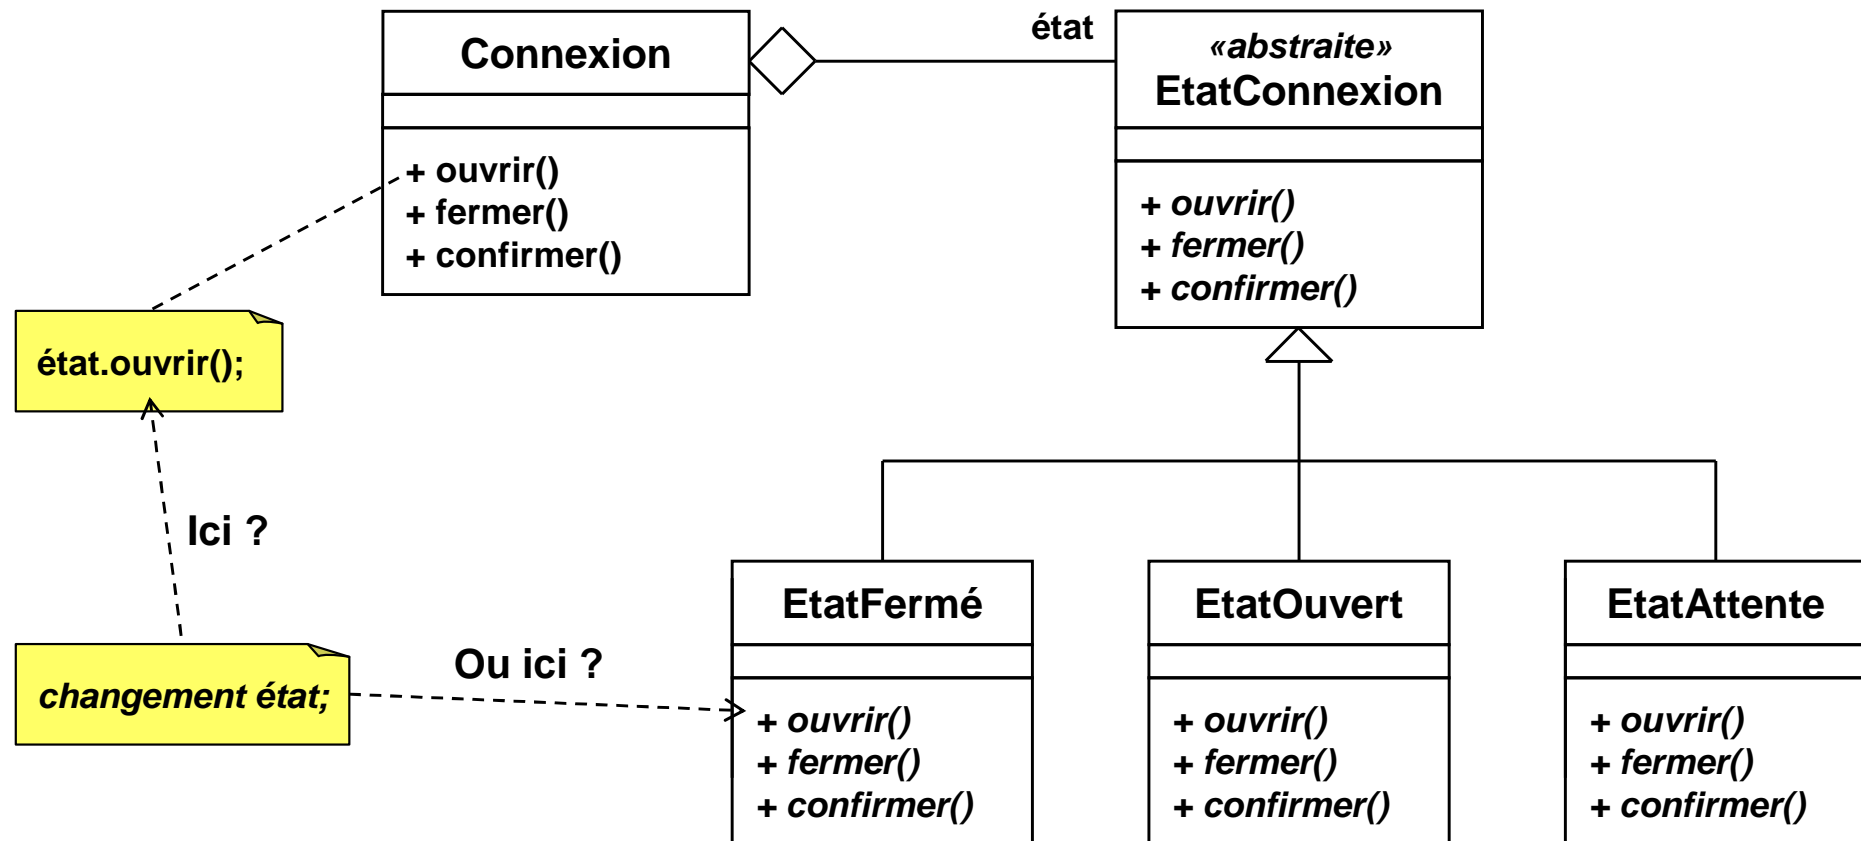 Connexion
+ ouvrir()
+ fermer()
+ confirmer()
état
«abstraite»
EtatConnexion
+ ouvrir()
+ fermer()
+ confirmer()
état.ouvrir();
Ici ?
changement état;
Ou ici ?
EtatFermé
+ ouvrir()
+ fermer()
+ confirmer()
EtatOuvert
+ ouvrir()
+ fermer()
+ confirmer()
EtatAttente
+ ouvrir()
+ fermer()
+ confirmer()